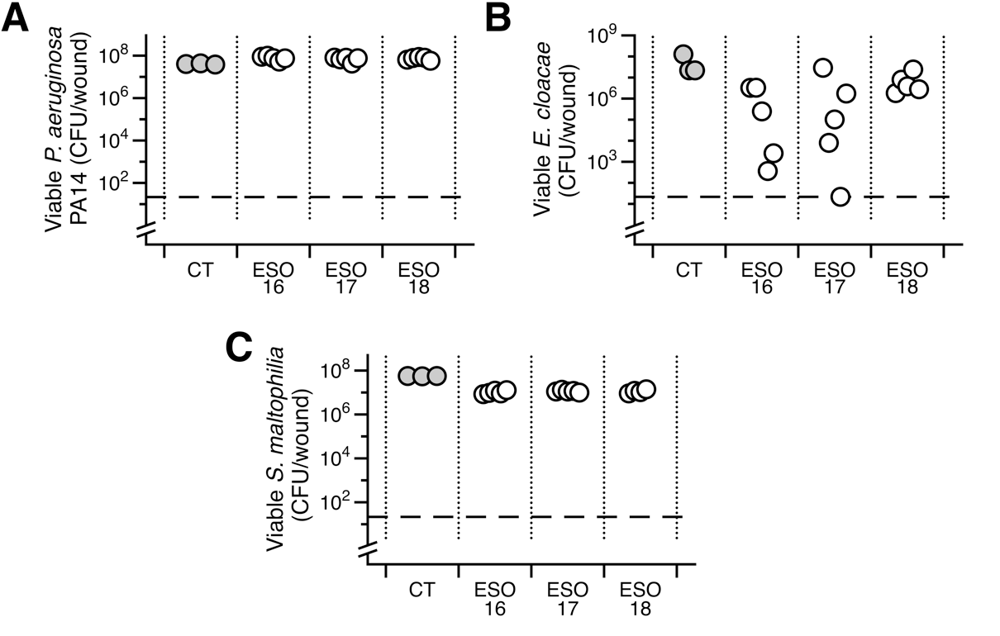 A
Viable P. aeruginosa
PA14 (CFU/wound)
10⁸
10⁶
10⁴
10²
CT
ESO
16
ESO
17
ESO
18
B
Viable E. cloacae
(CFU/wound)
10⁹
10⁶
10³
CT
ESO
16
ESO
17
ESO
18
C
Viable S. maltophilia
(CFU/wound)
10⁸
10⁶
10⁴
10²
CT
ESO
16
ESO
17
ESO
18